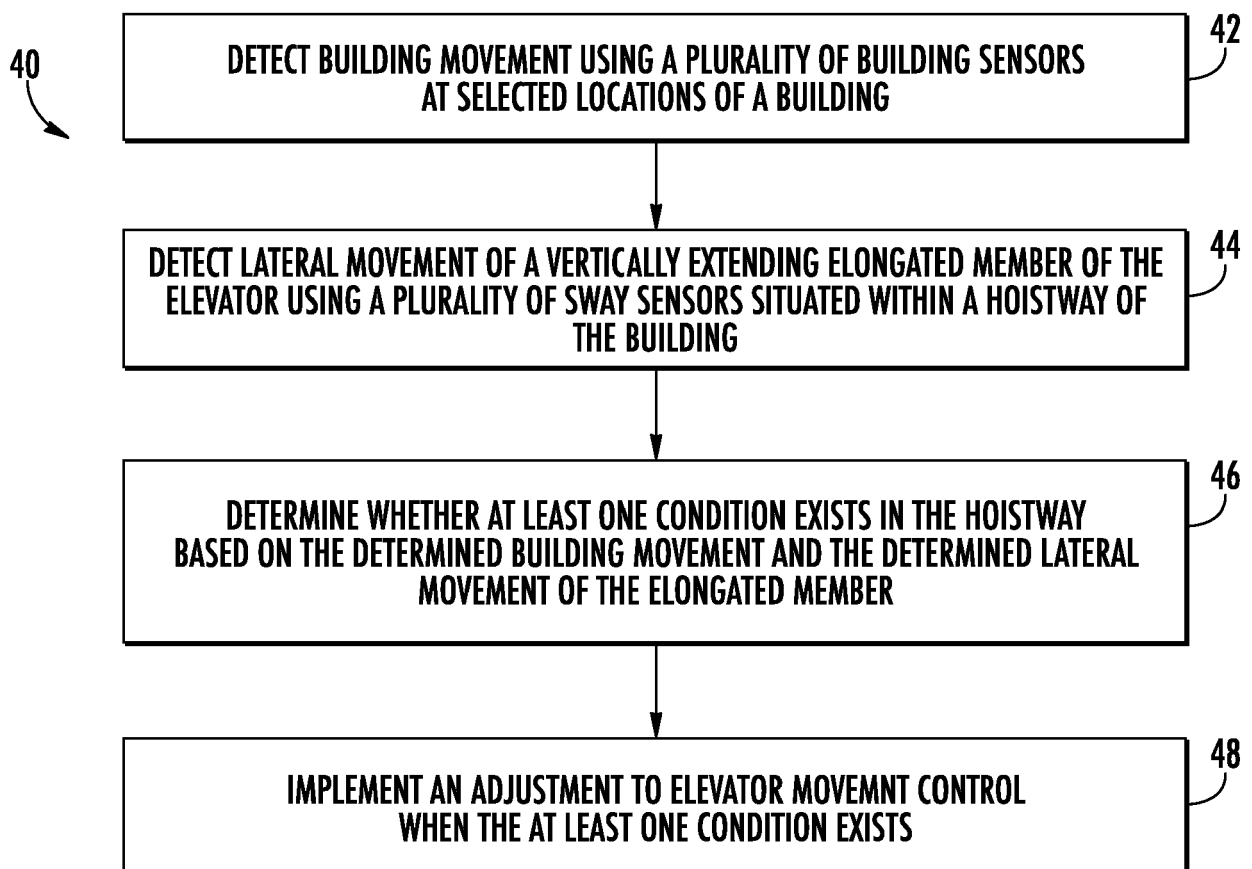 40
DETECT BUILDING MOVEMENT USING A PLURALITY OF BUILDING SENSORS
AT SELECTED LOCATIONS OF A BUILDING
42
DETECT LATERAL MOVEMENT OF A VERTICALLY EXTENDING ELONGATED MEMBER OF THE
ELEVATOR USING A PLURALITY OF SWAY SENSORS SITUATED WITHIN A HOISTWAY OF
THE BUILDING
44
DETERMINE WHETHER AT LEAST ONE CONDITION EXISTS IN THE HOISTWAY
BASED ON THE DETERMINED BUILDING MOVEMENT AND THE DETERMINED LATERAL
MOVEMENT OF THE ELONGATED MEMBER
46
IMPLEMENT AN ADJUSTMENT TO ELEVATOR MOVEMNT CONTROL
WHEN THE AT LEAST ONE CONDITION EXISTS
48